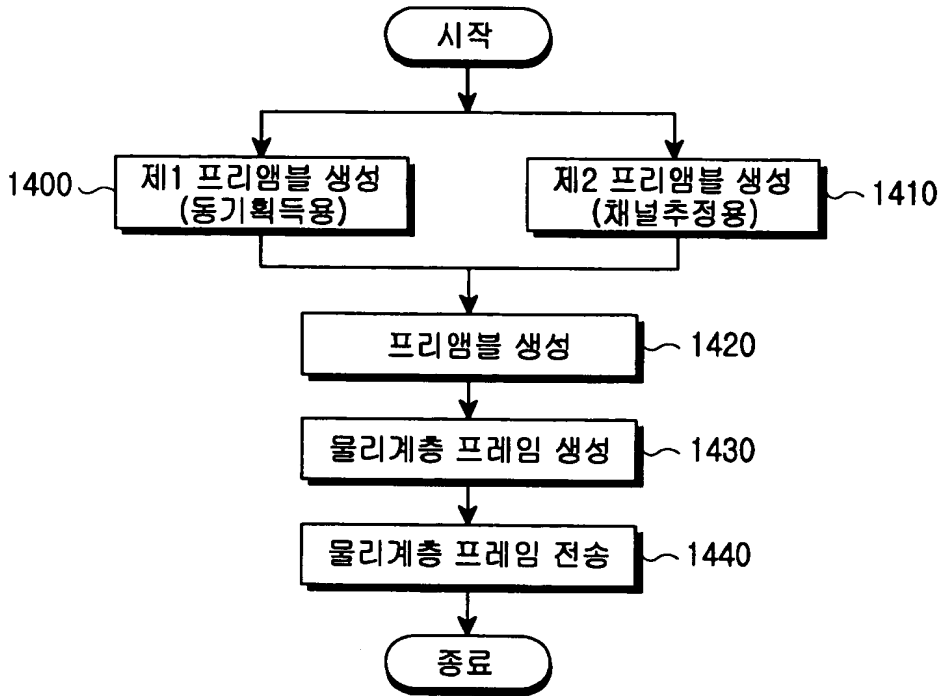 시작
1400
제1 프리앰블 생성
(동기획득용)
제2 프리앰블 생성
(채널추정용)
1410
프리앰블 생성
1420
물리계층 프레임 생성
1430
물리계층 프레임 전송
1440
종료